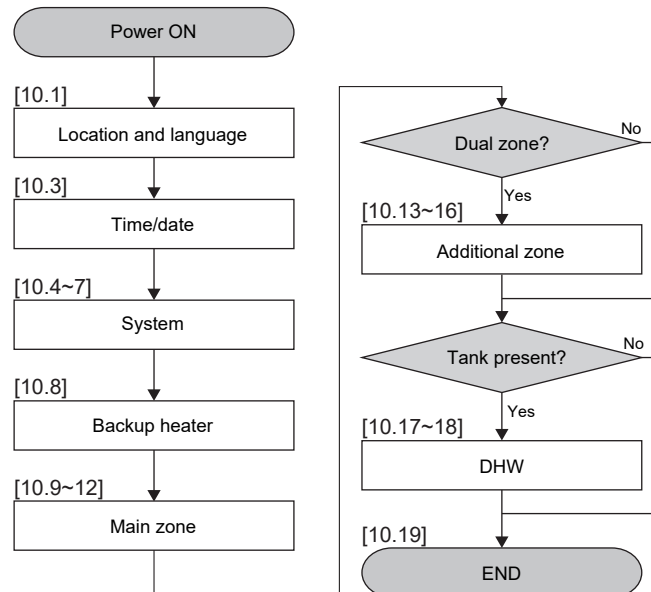 Power ON
[10.1]
Location and language
[10.3]
Time/date
[10.4~7]
System
[10.8]
Backup heater
[10.9~12]
Main zone
Dual zone?
No
Yes
[10.13~16]
Additional zone
Tank present?
No
Yes
[10.17~18]
DHW
[10.19]
END